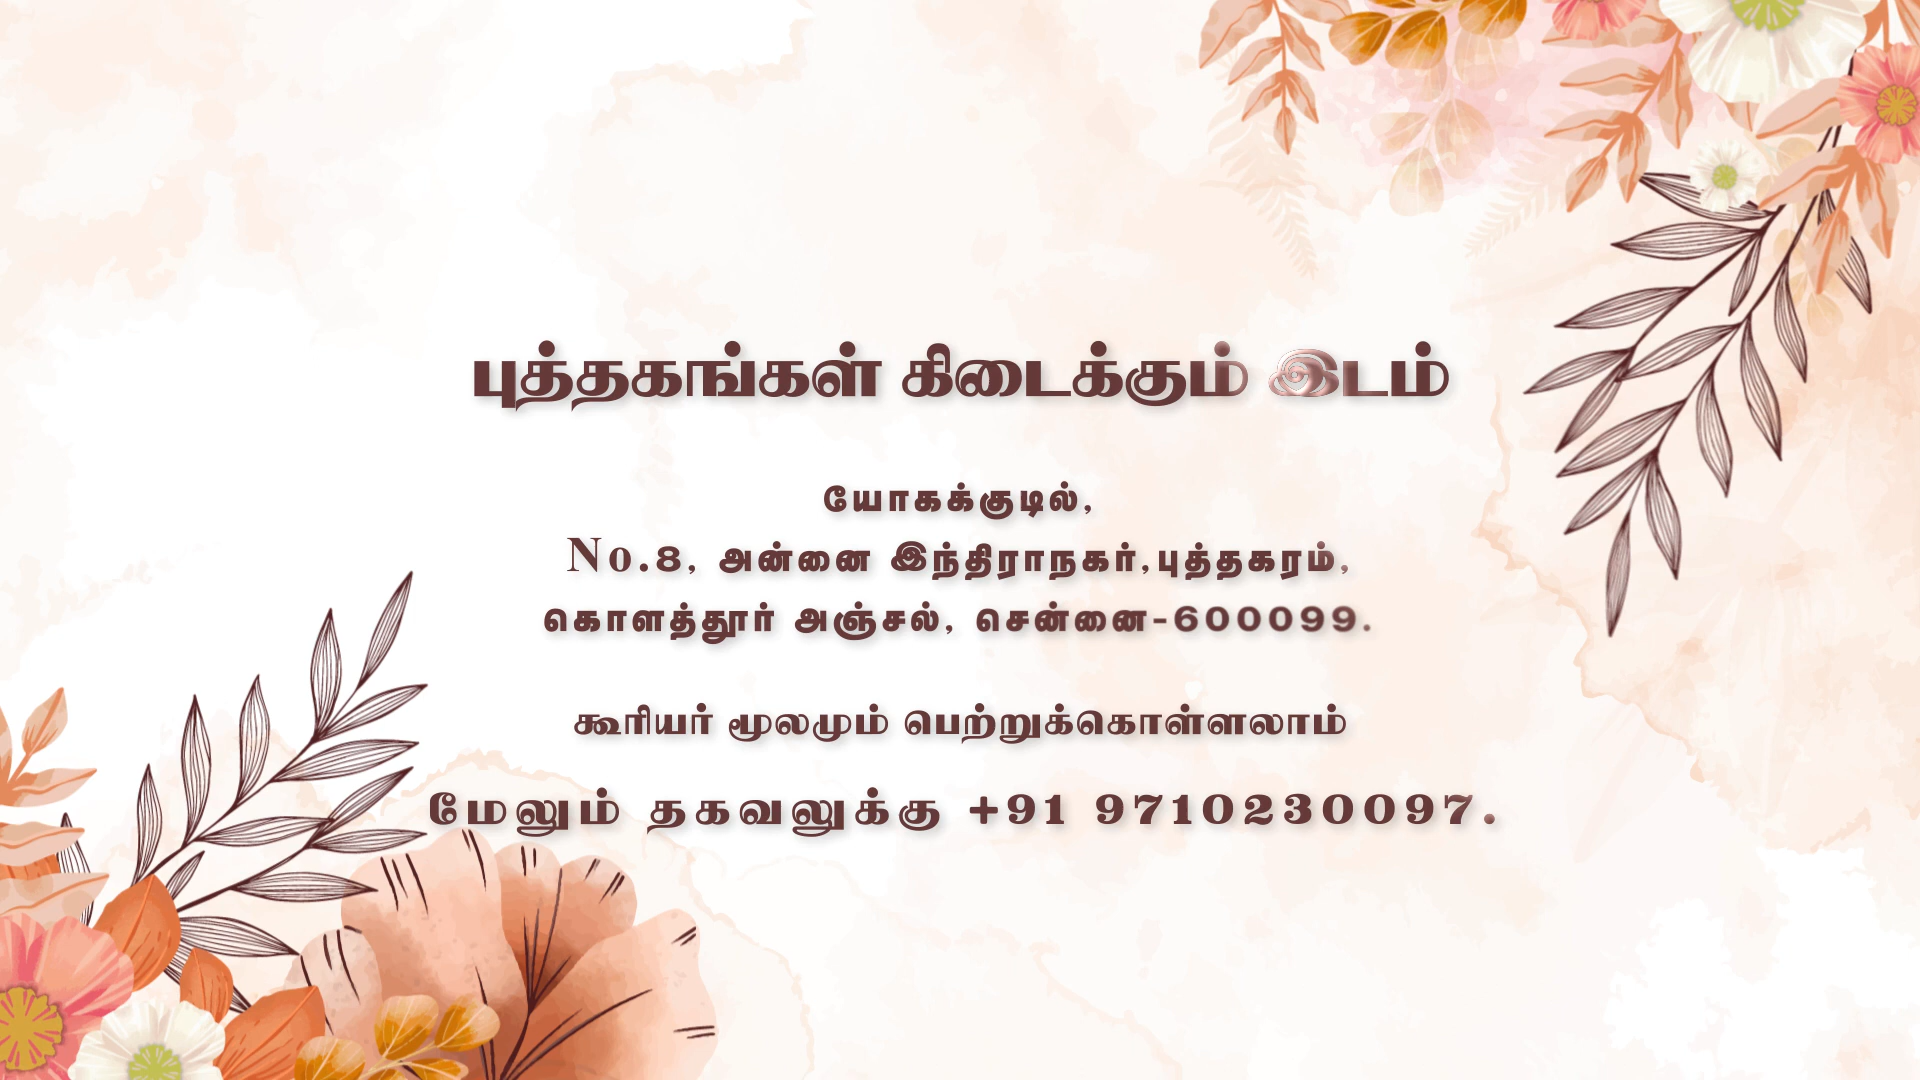 புத்தகங்கள் கிடைக்கும் இடம்
யோகக்குடில்,
No.8, அன்னை இந்திராநகர்,புத்தகரம்,
கொளத்தூர் அஞ்சல், சென்னை-600099.
கூரியர் மூலமும் பெற்றுக்கொள்ளலாம்
மேலும் தகவலுக்கு +91 9710230097.